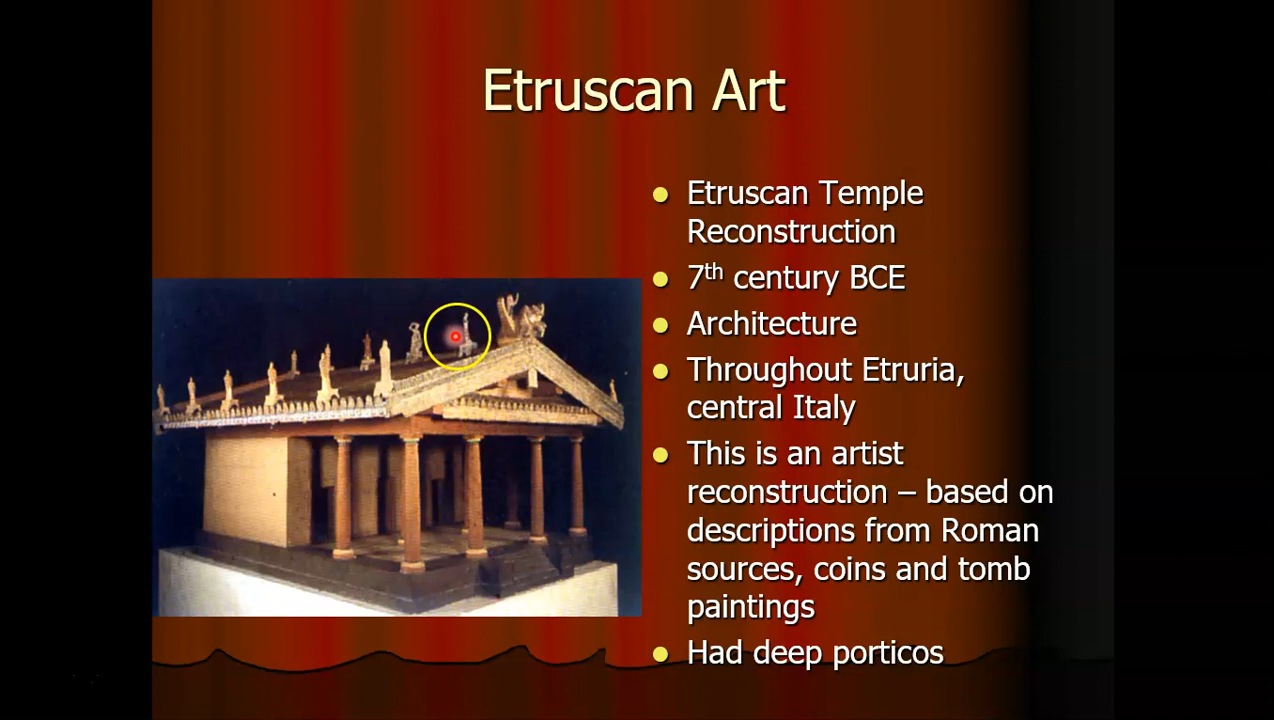 Etruscan Art
Etruscan Temple
Reconstruction
7th century BCE
Architecture
Throughout Etruria,
central Italy
This is an artist
reconstruction – based on
descriptions from Roman
sources, coins and tomb
paintings
Had deep porticos